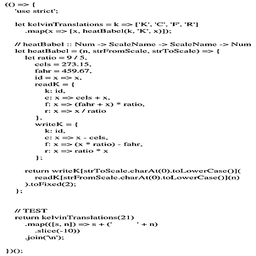 (() => {
'use strict';
let kelvinTranslations = k => ['K', 'C', 'F', 'R']
.map(x => [x, heatBabel(k, 'K', x)]);
// heatBabel :: Num -> ScaleName -> ScaleName -> Num
let heatBabel = (n, strFromScale, strToScale) => {
let ratio = 9 / 5,
cels = 273.15,
fahr = 459.67,
id = x => x,
readK = {
k: id,
c: x => cels + x,
f: x => (fahr + x) * ratio,
r: x => x / ratio
},
writeK = {
k: id,
c: x => x - cels,
f: x => (x * ratio) - fahr,
r: x => ratio * x
};
return writeK[strToScale.charAt(0).toLowerCase()](
readK[strFromScale.charAt(0).toLowerCase()](n)
).toFixed(2);
};
// TEST
return kelvinTranslations(21)
.map(([s, n]) => s + (' ' + n)
.slice(-10))
.join('\n');
})();